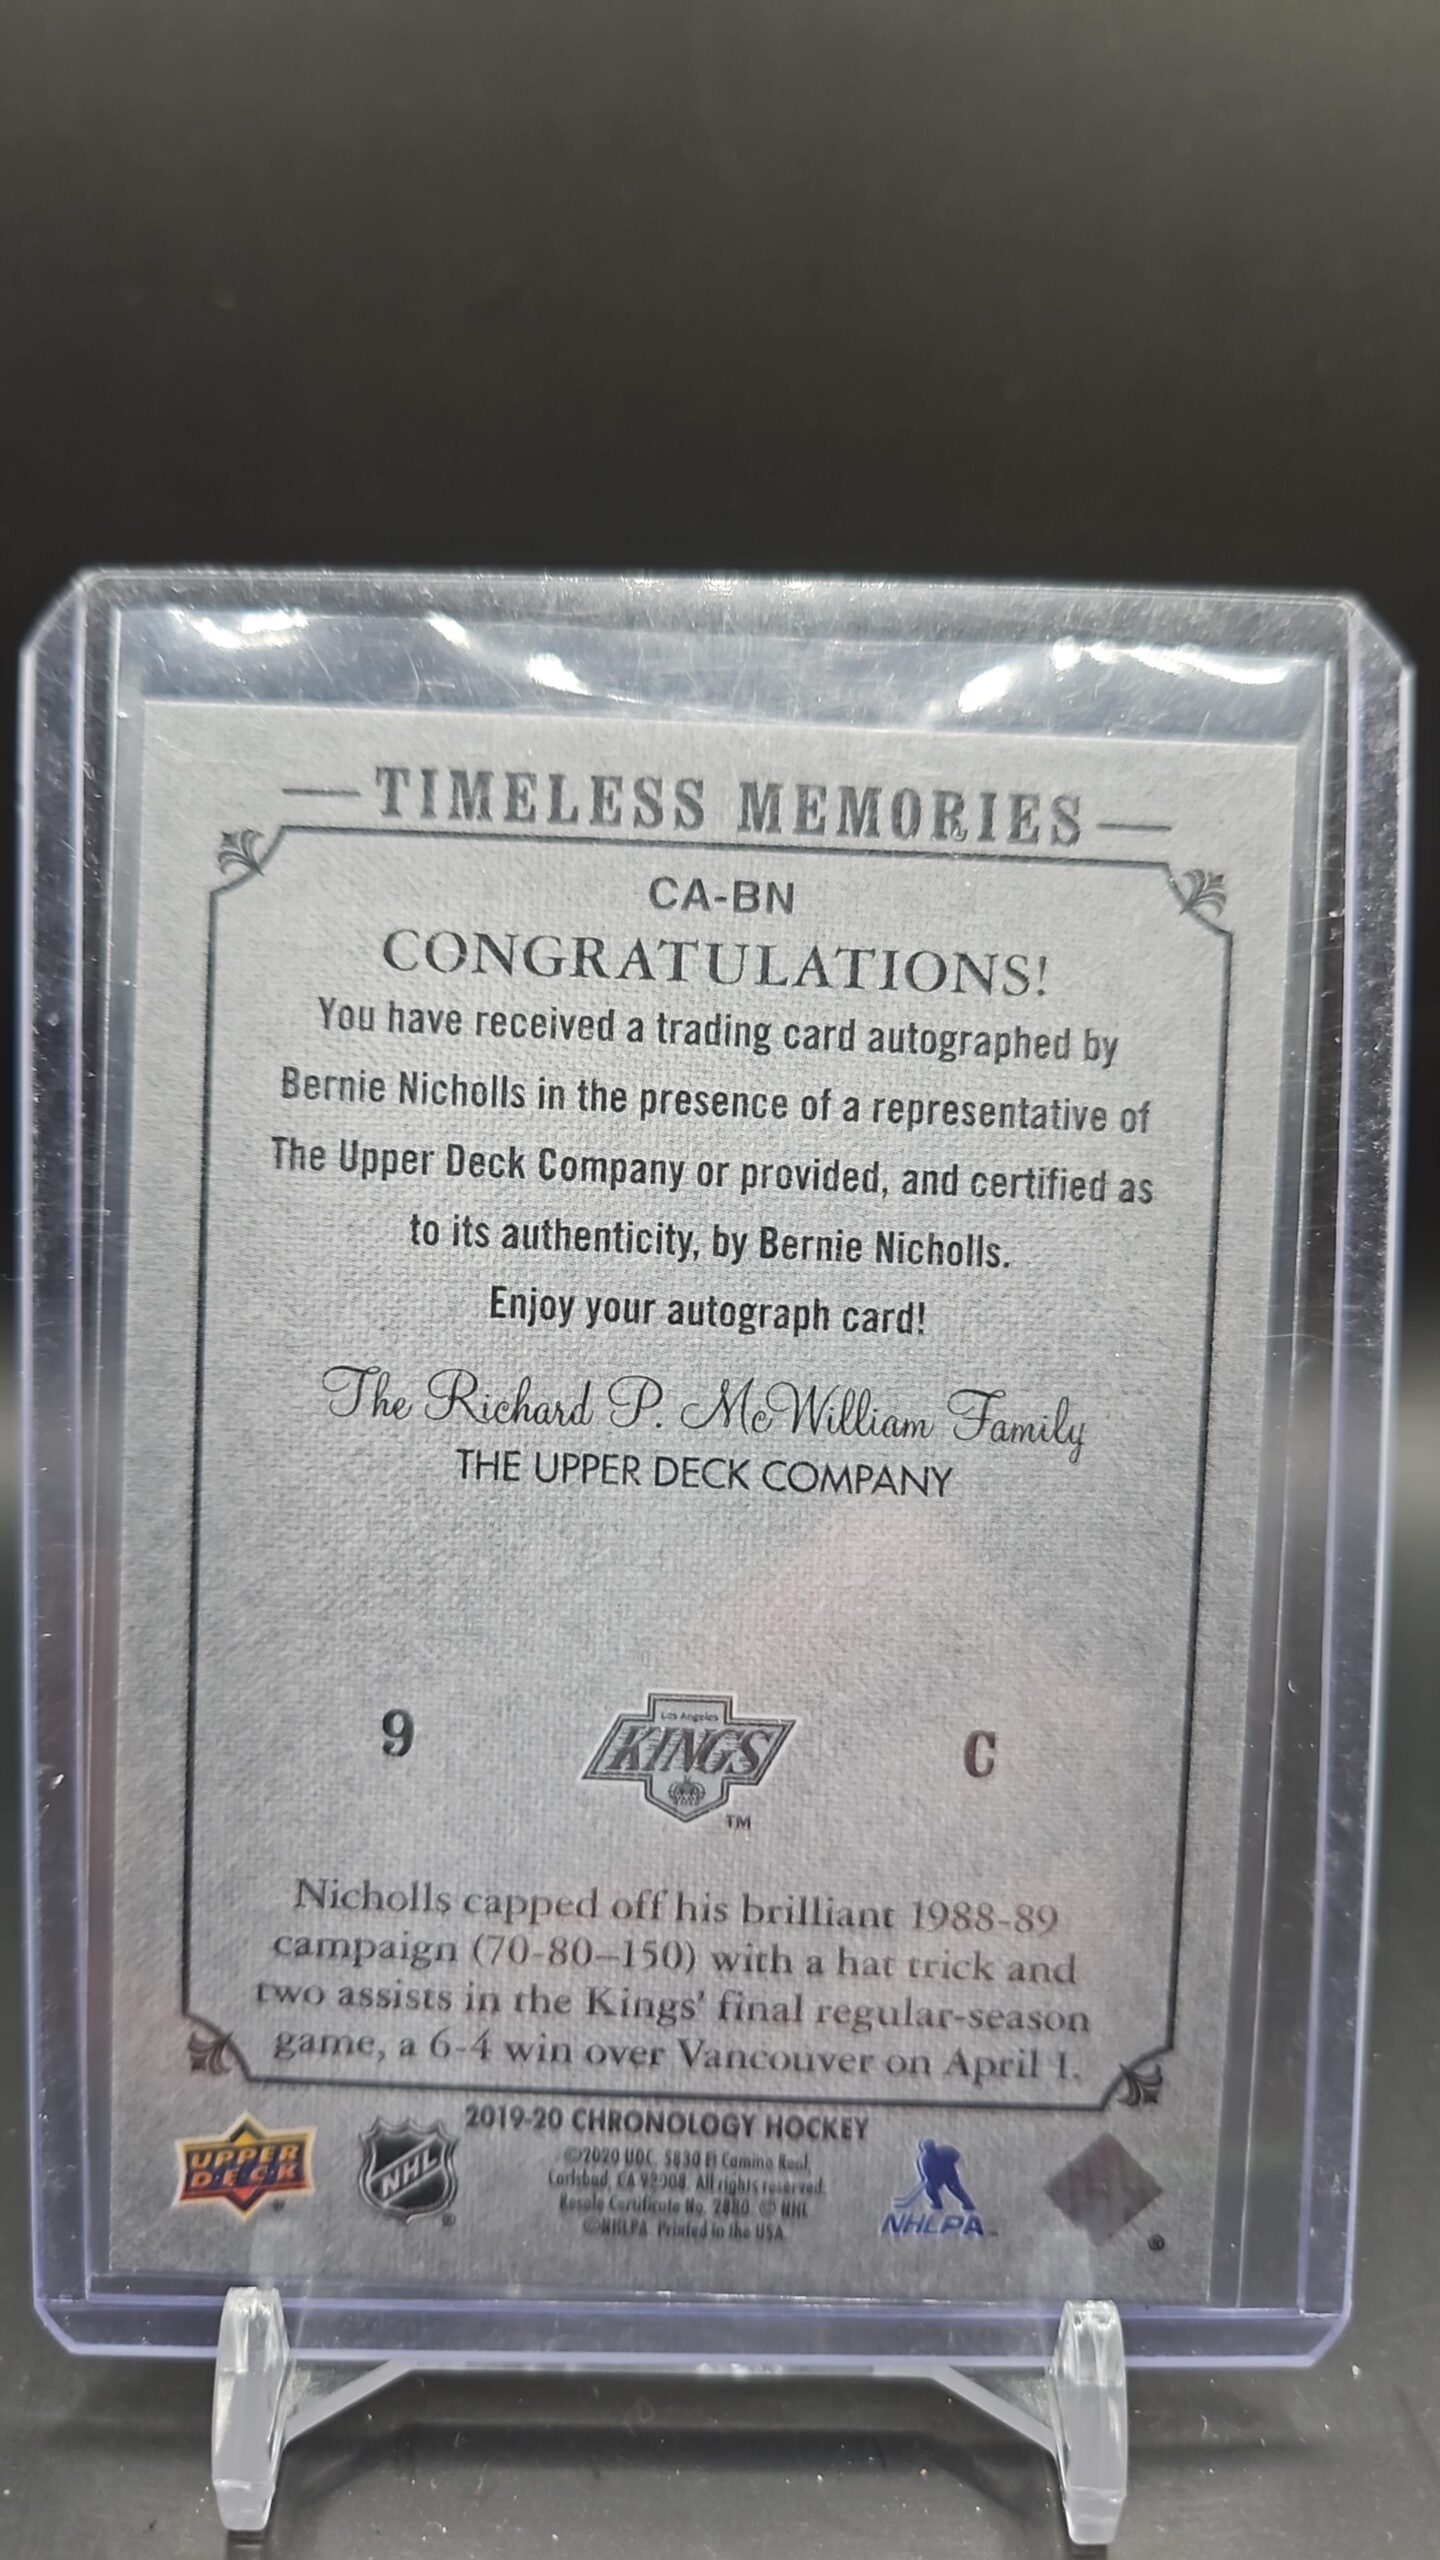 TIMELESS MEMORIES
CA-BN
CONGRATULATIONS!
You have received a trading card autographed by
Bernie Nicholls in the presence of a representative of
The Upper Deck Company or provided, and certified as
to its authenticity, by Bernie Nicholls.
Enjoy your autograph card!
The Richard P. McWilliam Family
THE UPPER DECK COMPANY
9
Los Angeles
KINGS
TM
C
Nicholls capped off his brilliant 1988-89
campaign (70-80–150) with a hat trick and
two assists in the Kings' final regular-season
game, a 6-4 win over Vancouver on April 1.
2019-20 CHRONOLOGY HOCKEY
©2020 UDC. 5830 El Camino Real,
Carlsbad, CA 92008. All rights reserved.
Resale Certificate No. 2880. © NHL
©NHLPA Printed in the USA
UPPER
DECK
®
NHL
®
NHLPA
®